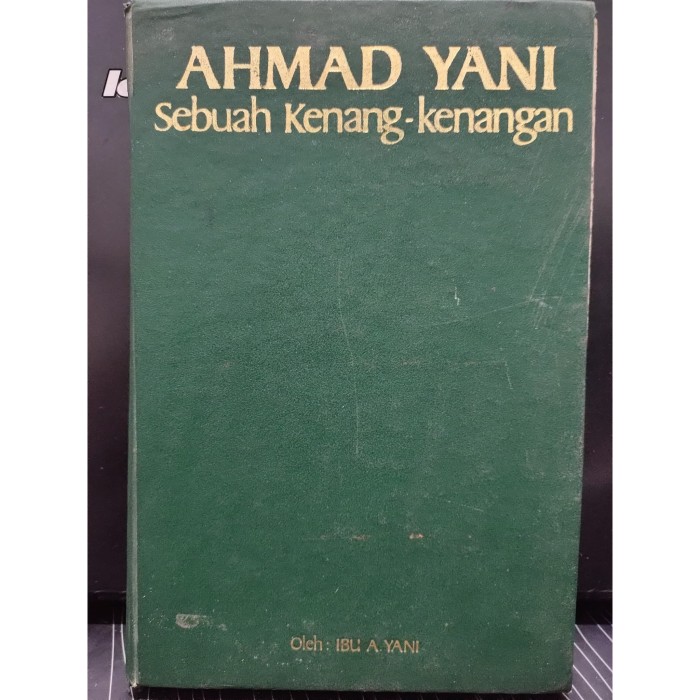 AHMAD YANI
Sebuah Kenang-kenangan
Oleh : IBU A. YANI